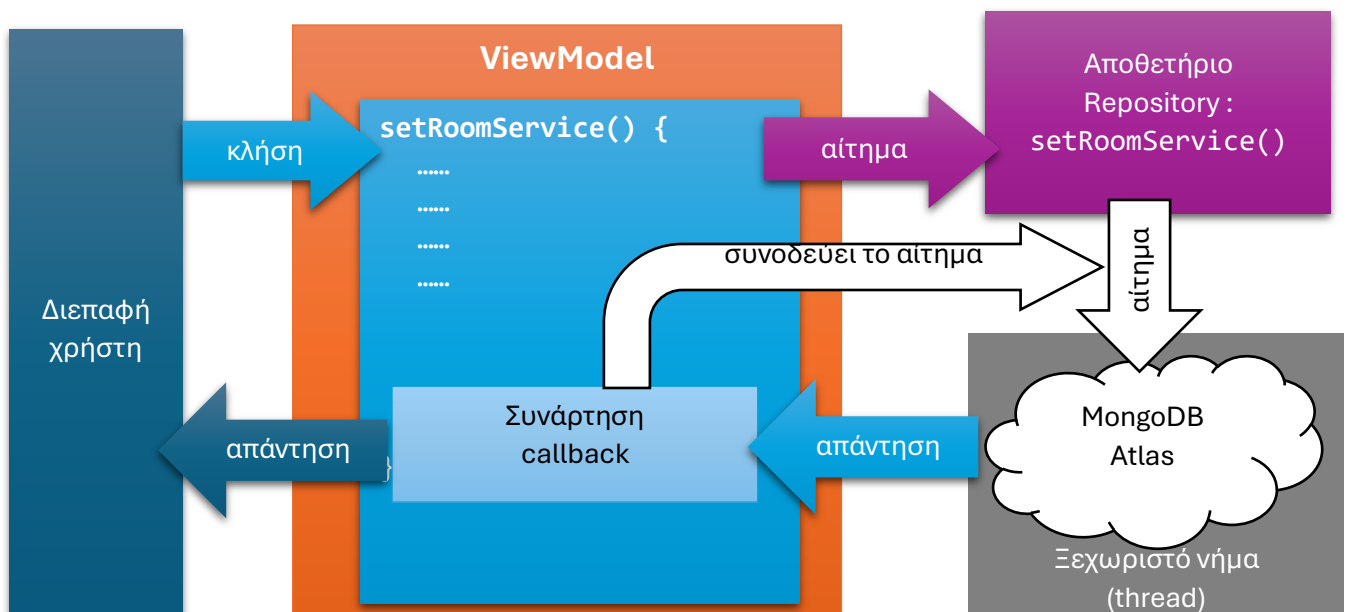 ViewModel
Αποθετήριο
Repository :
setRoomService()
setRoomService() {
……
……
……
……
κλήση
αίτημα
συνοδεύει το αίτημα
αίτημα
Διεπαφή
χρήστη
Συνάρτηση
callback
απάντηση
απάντηση
}
MongoDB
Atlas
Ξεχωριστό νήμα
(thread)